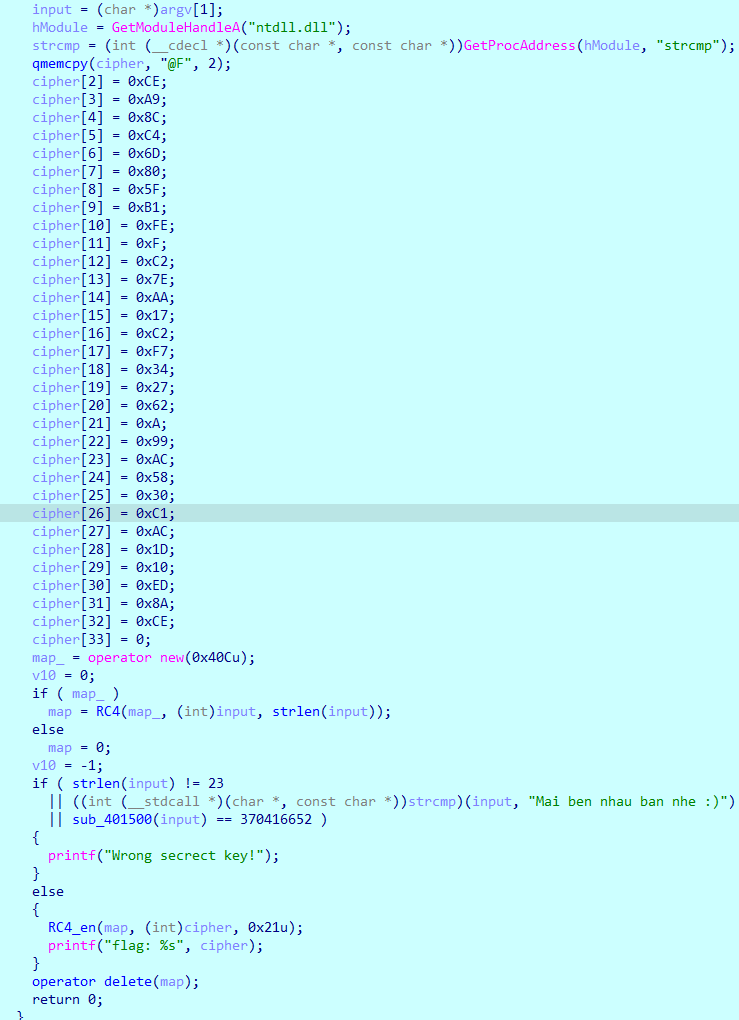 input = (char *)argv[1];
hModule = GetModuleHandleA("ntdll.dll");
strcmp = (int (__cdecl *)(const char *, const char *))GetProcAddress(hModule, "strcmp");
qmemcpy(cipher, "@F", 2);
cipher[2] = 0xCE;
cipher[3] = 0xA9;
cipher[4] = 0x8C;
cipher[5] = 0xC4;
cipher[6] = 0x6D;
cipher[7] = 0x80;
cipher[8] = 0x5F;
cipher[9] = 0xB1;
cipher[10] = 0xFE;
cipher[11] = 0xF;
cipher[12] = 0xC2;
cipher[13] = 0x7E;
cipher[14] = 0xAA;
cipher[15] = 0x17;
cipher[16] = 0xC2;
cipher[17] = 0xF7;
cipher[18] = 0x34;
cipher[19] = 0x27;
cipher[20] = 0x62;
cipher[21] = 0xA;
cipher[22] = 0x99;
cipher[23] = 0xAC;
cipher[24] = 0x58;
cipher[25] = 0x30;
cipher[26] = 0xC1;
cipher[27] = 0xAC;
cipher[28] = 0x1D;
cipher[29] = 0x10;
cipher[30] = 0xED;
cipher[31] = 0x8A;
cipher[32] = 0xCE;
cipher[33] = 0;
map_ = operator new(0x40Cu);
v10 = 0;
if ( map_ )
map = RC4(map_, (int)input, strlen(input));
else
map = 0;
v10 = -1;
if ( strlen(input) != 23
|| ((int (__stdcall *)(char *, const char *))strcmp)(input, "Mai ben nhau ban nhe :)")
|| sub_401500(input) == 370416652 )
{
printf("Wrong secrect key!");
}
else
{
RC4_en(map, (int)cipher, 0x21u);
printf("flag: %s", cipher);
}
operator delete(map);
return 0;
}